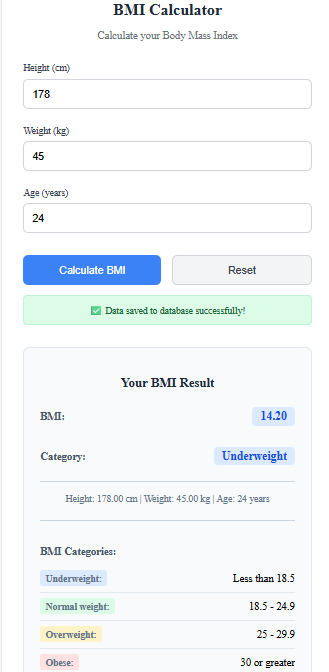 BMI Calculator
Calculate your Body Mass Index
Height (cm)
178
Weight (kg)
45
Age (years)
24
Calculate BMI Reset
✅ Data saved to database successfully!
Your BMI Result
BMI: 14.20
Category: Underweight
Height: 178.00 cm | Weight: 45.00 kg | Age: 24 years
BMI Categories:
Underweight: Less than 18.5
Normal weight: 18.5 - 24.9
Overweight: 25 - 29.9
Obese: 30 or greater